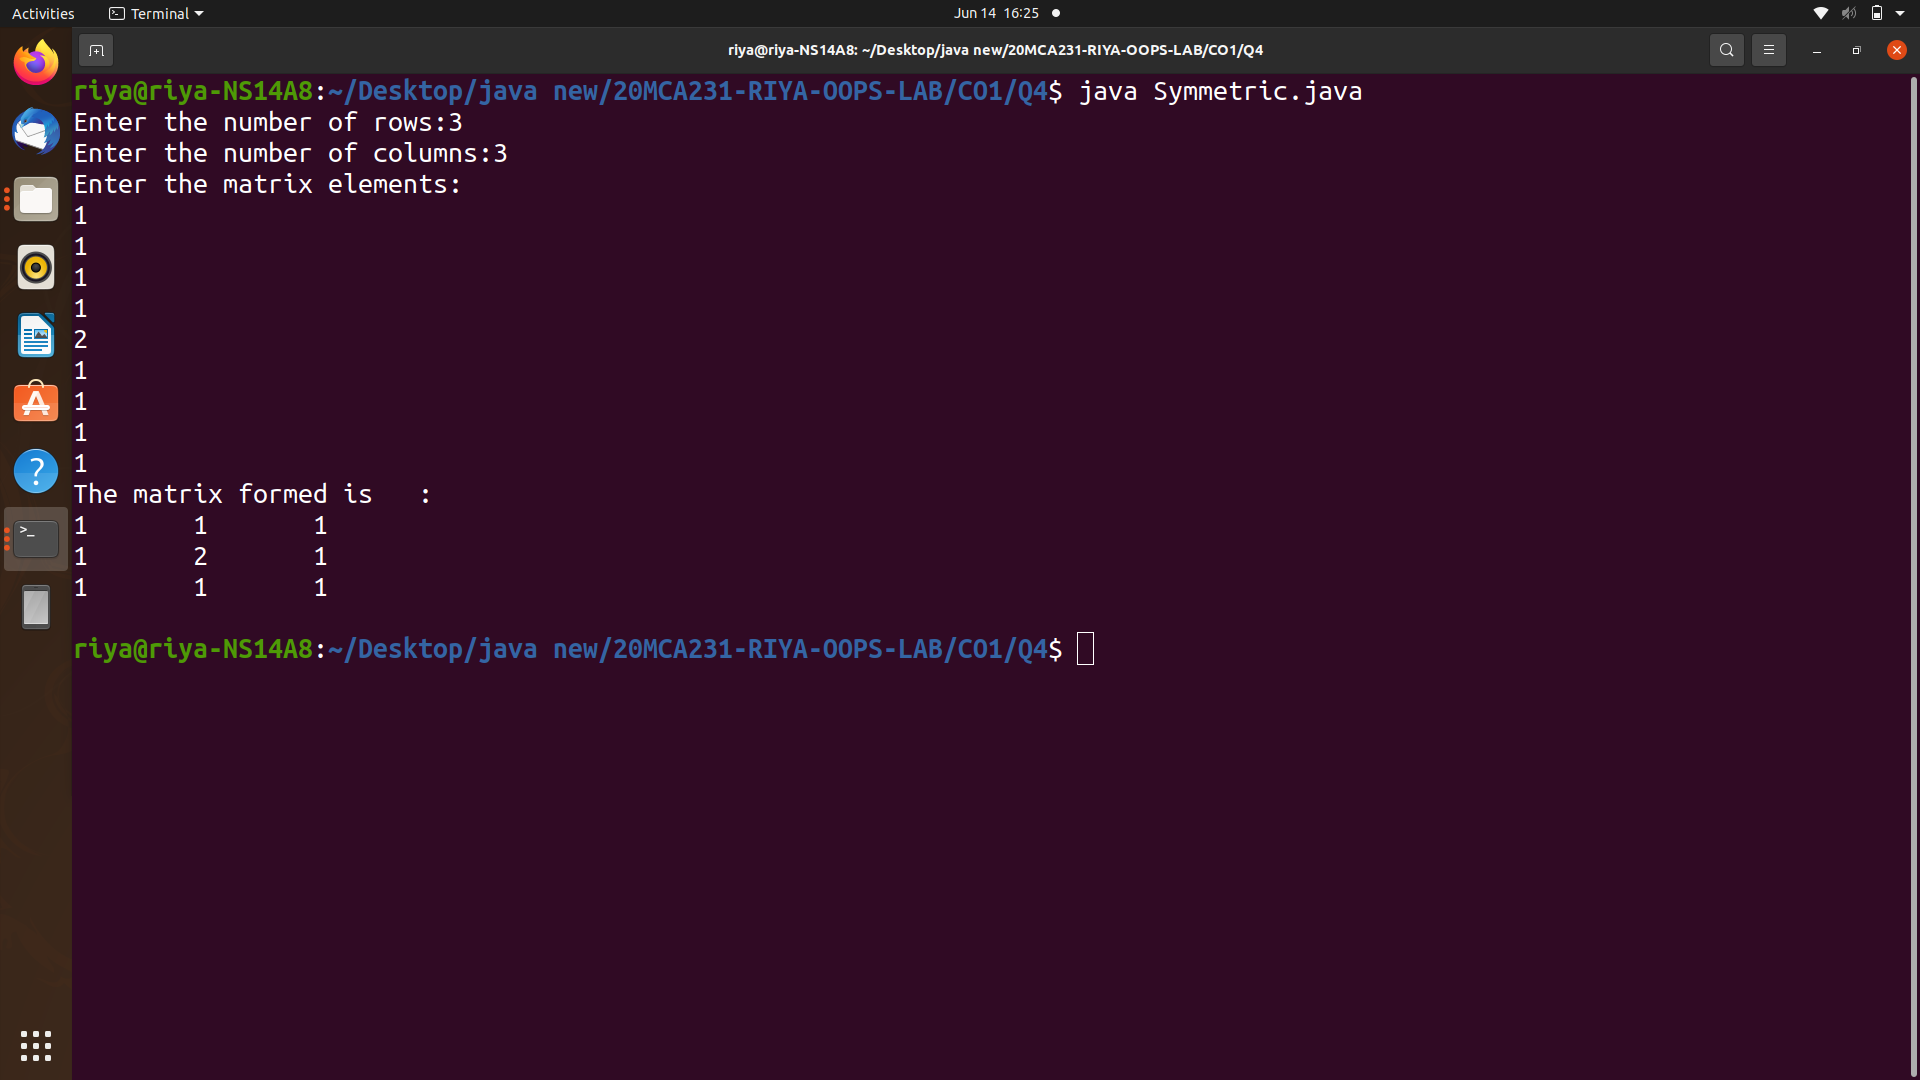 Activities Terminal Jun 14 16:25
riya@riya-NS14A8: ~/Desktop/java new/20MCA231-RIYA-OOPS-LAB/CO1/Q4
riya@riya-NS14A8:~/Desktop/java new/20MCA231-RIYA-OOPS-LAB/CO1/Q4$ java Symmetric.java
Enter the number of rows:3
Enter the number of columns:3
Enter the matrix elements:
1
1
1
1
2
1
1
1
1
The matrix formed is   :
1 1 1
1 2 1
1 1 1
riya@riya-NS14A8:~/Desktop/java new/20MCA231-RIYA-OOPS-LAB/CO1/Q4$